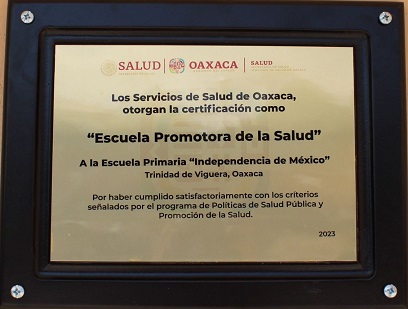 SALUD OAXACA SALUD
Los Servicios de Salud de Oaxaca,
otorgan la certificación como
“Escuela Promotora de la Salud”
A la Escuela Primaria “Independencia de México”
Trinidad de Viguera, Oaxaca
Por haber cumplido satisfactoriamente con los criterios
señalados por el programa de Políticas de Salud Pública y
Promoción de la Salud.
2023